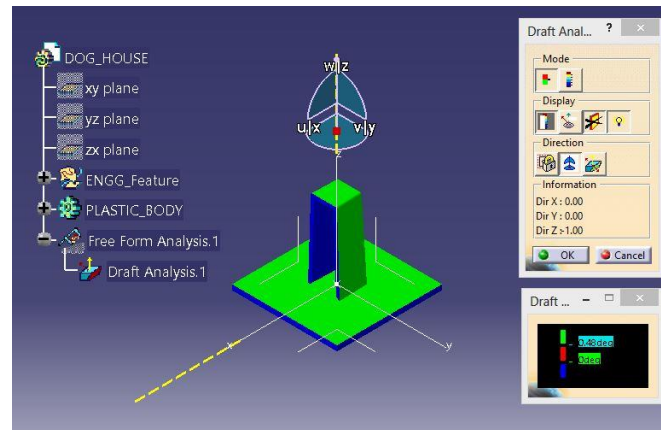 DOG_HOUSE
xy plane
yz plane
zx plane
ENGG_Feature
PLASTIC_BODY
Free Form Analysis.1
Draft Analysis.1
w|z
u|x
v|y
z
x
y
Draft Anal... ? ×
Mode
Display
Direction
Information
Dir X : 0.00
Dir Y : 0.00
Dir Z > 1.00
OK
Cancel
Draft ... – □ ×
0.48deg
0deg